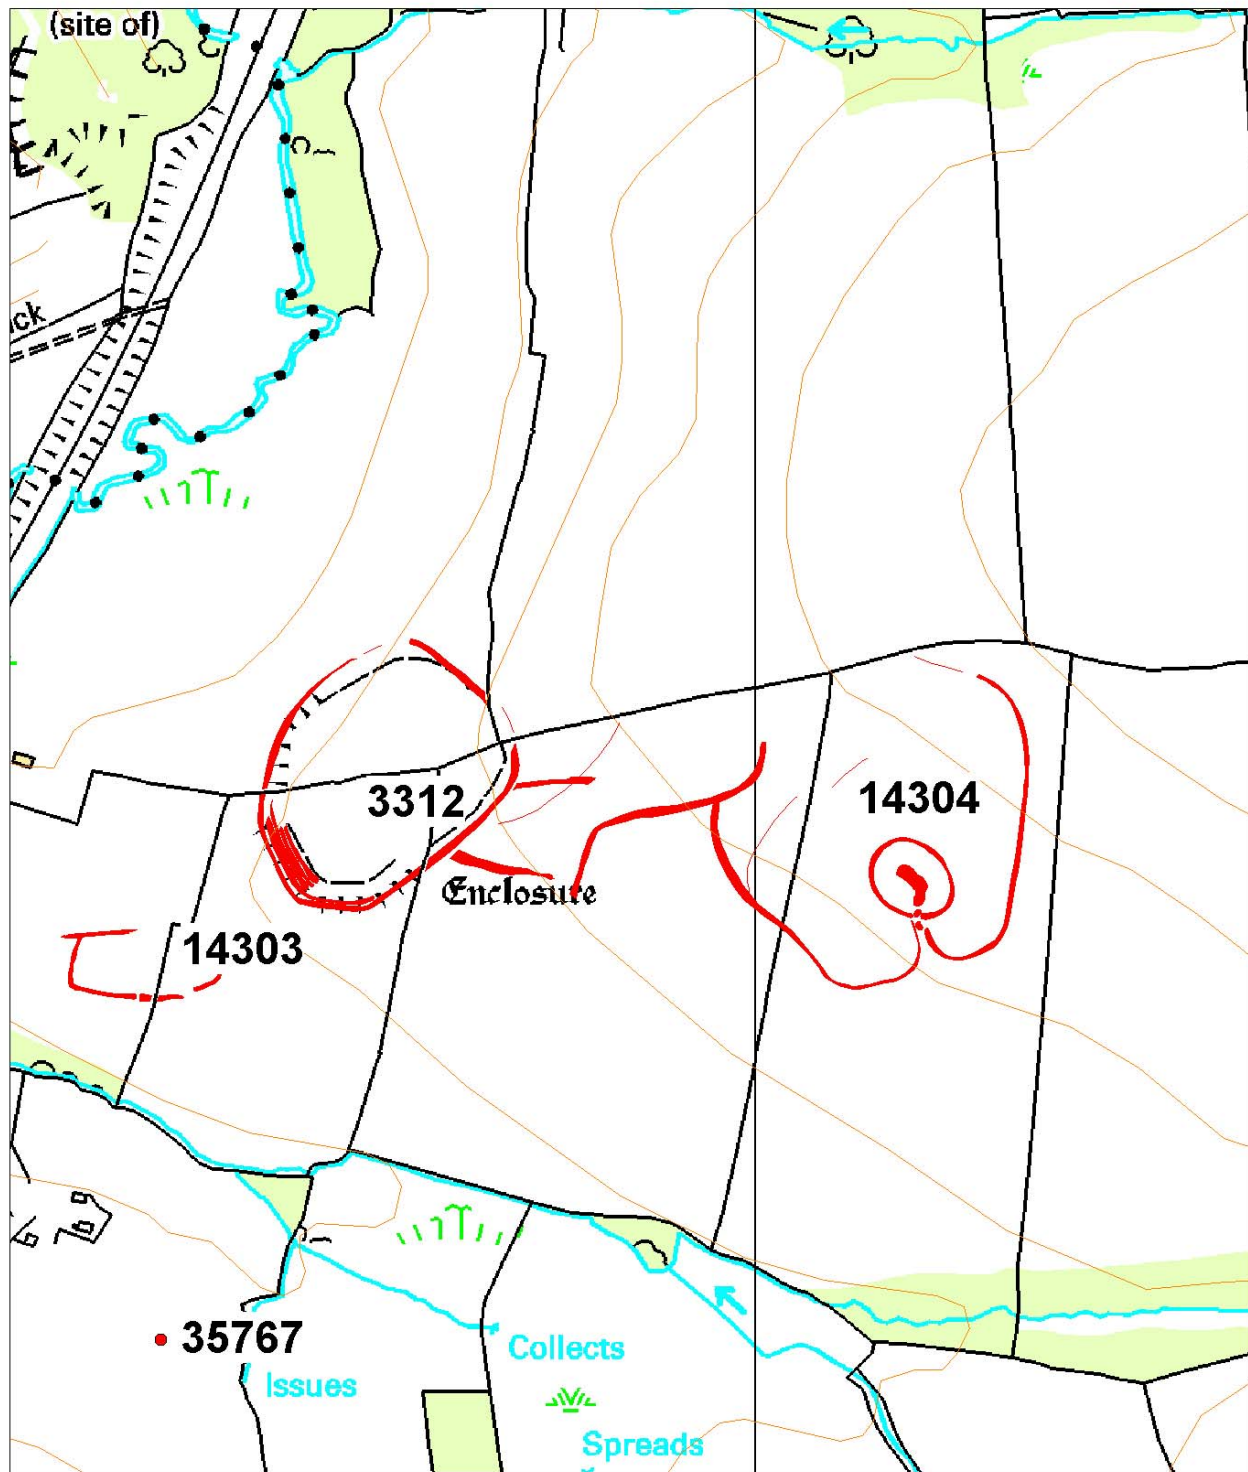 (site of)
ck
3312
14304
Enclosure
14303
35767
Collects
Issues
Spreads